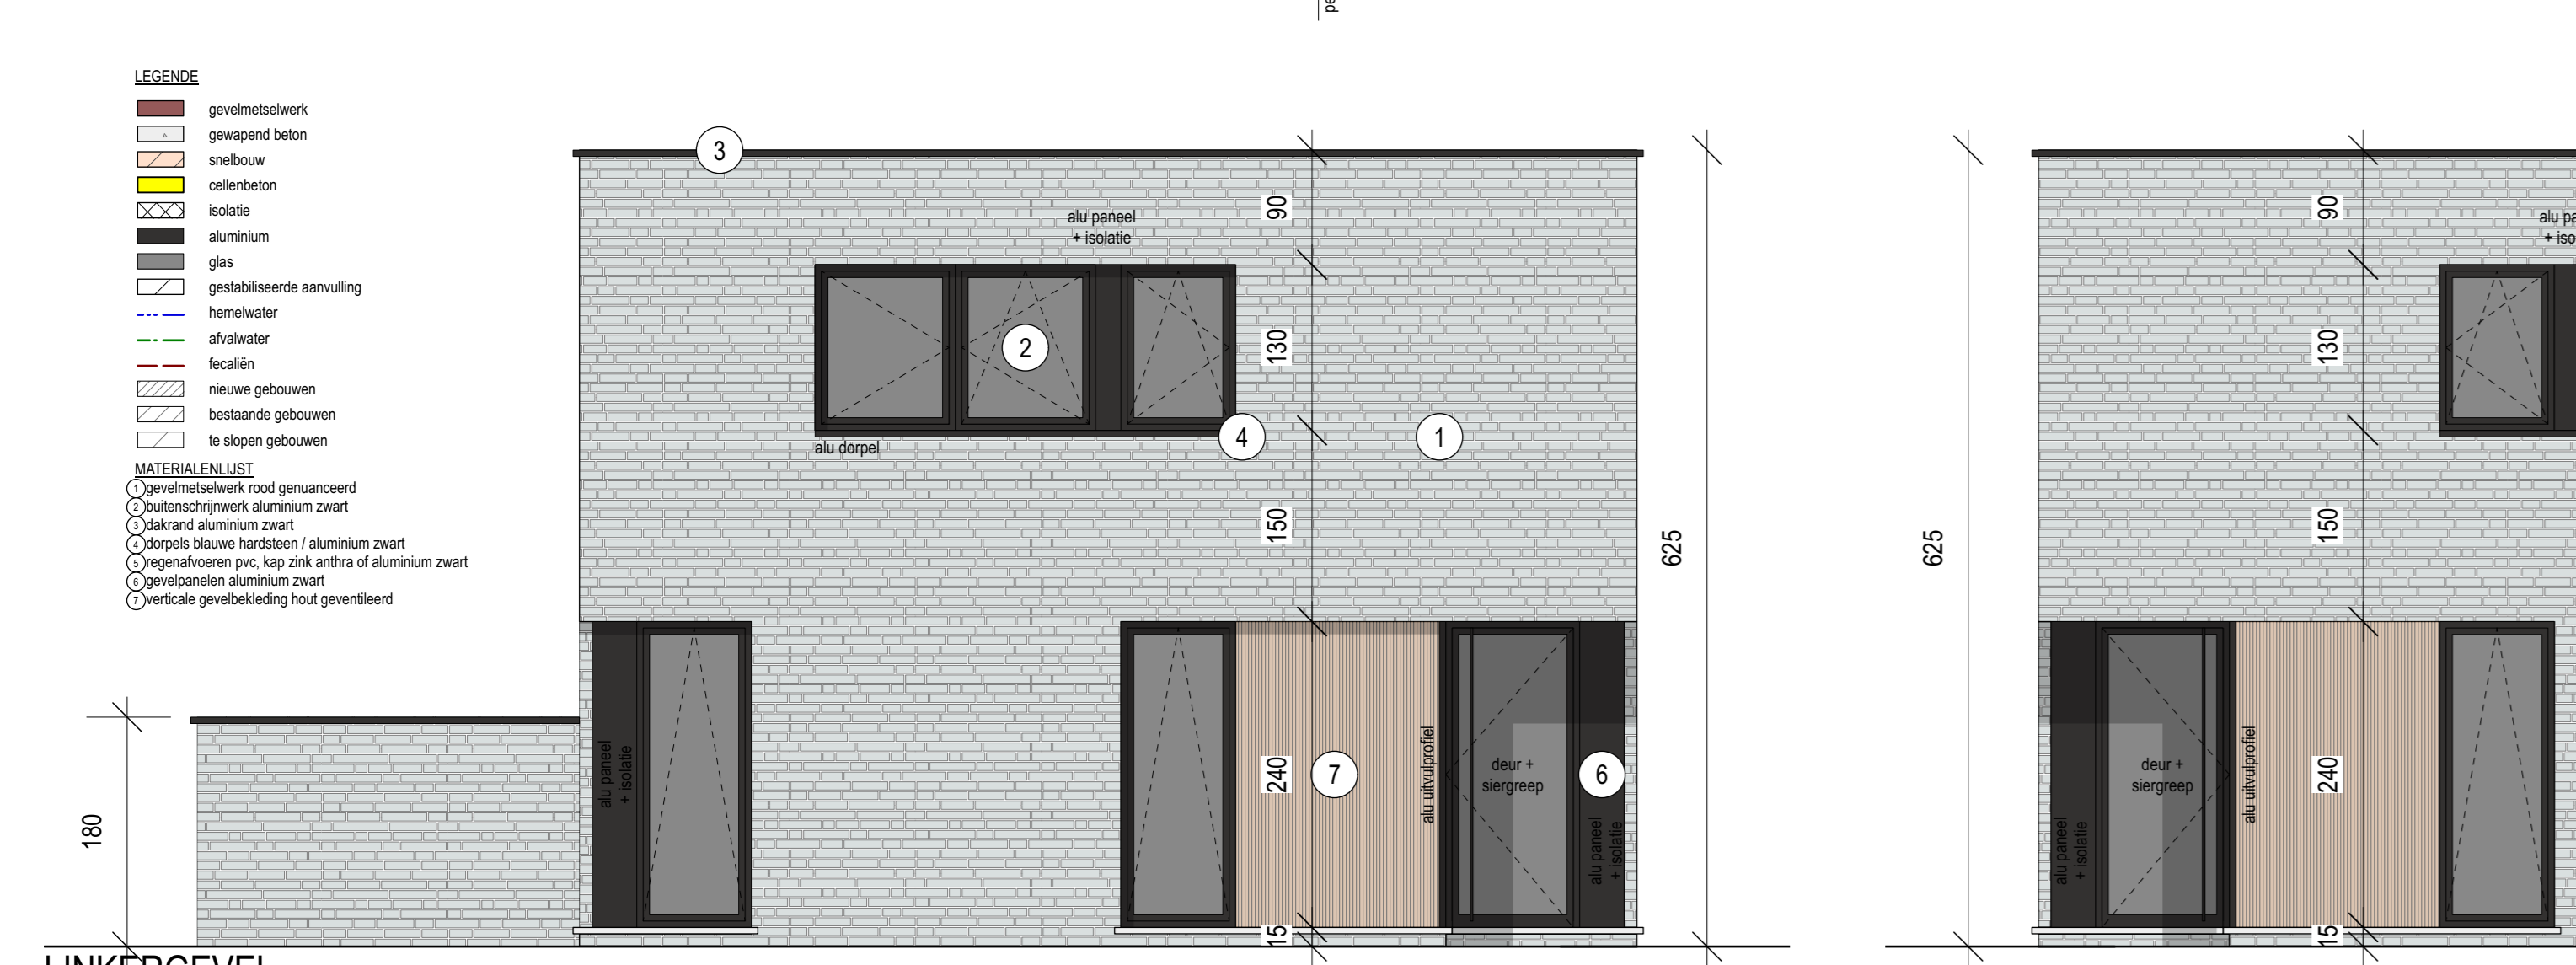 LEGENDE
gevelmetselwerk
gewapend beton
snelbouw
cellenbeton
isolatie
aluminium
glas
gestabiliseerde aanvulling
hemelwater
afvalwater
fecaliën
nieuwe gebouwen
bestaande gebouwen
te slopen gebouwen
MATERIALENLIJST
1 gevelmetselwerk rood genuanceerd
2 buitenschrijnwerk aluminium zwart
3 dakrand aluminium zwart
4 dorpels blauwe hardsteen / aluminium zwart
5 regenafvoeren pvc, kap zink anthra of aluminium zwart
6 gevelpanelen aluminium zwart
7 verticale gevelbekleding hout geventileerd
180
3
alu paneel
+ isolatie
2
4
1
alu dorpel
90
130
150
240
15
625
alu paneel
+ isolatie
7
alu uitvulprofiel
deur +
siergreep
6
alu paneel
+ isolatie
625
90
130
150
240
15
alu pa
+ iso
alu paneel
+ isolatie
deur +
siergreep
alu uitvulprofiel
LINKERGEVEL